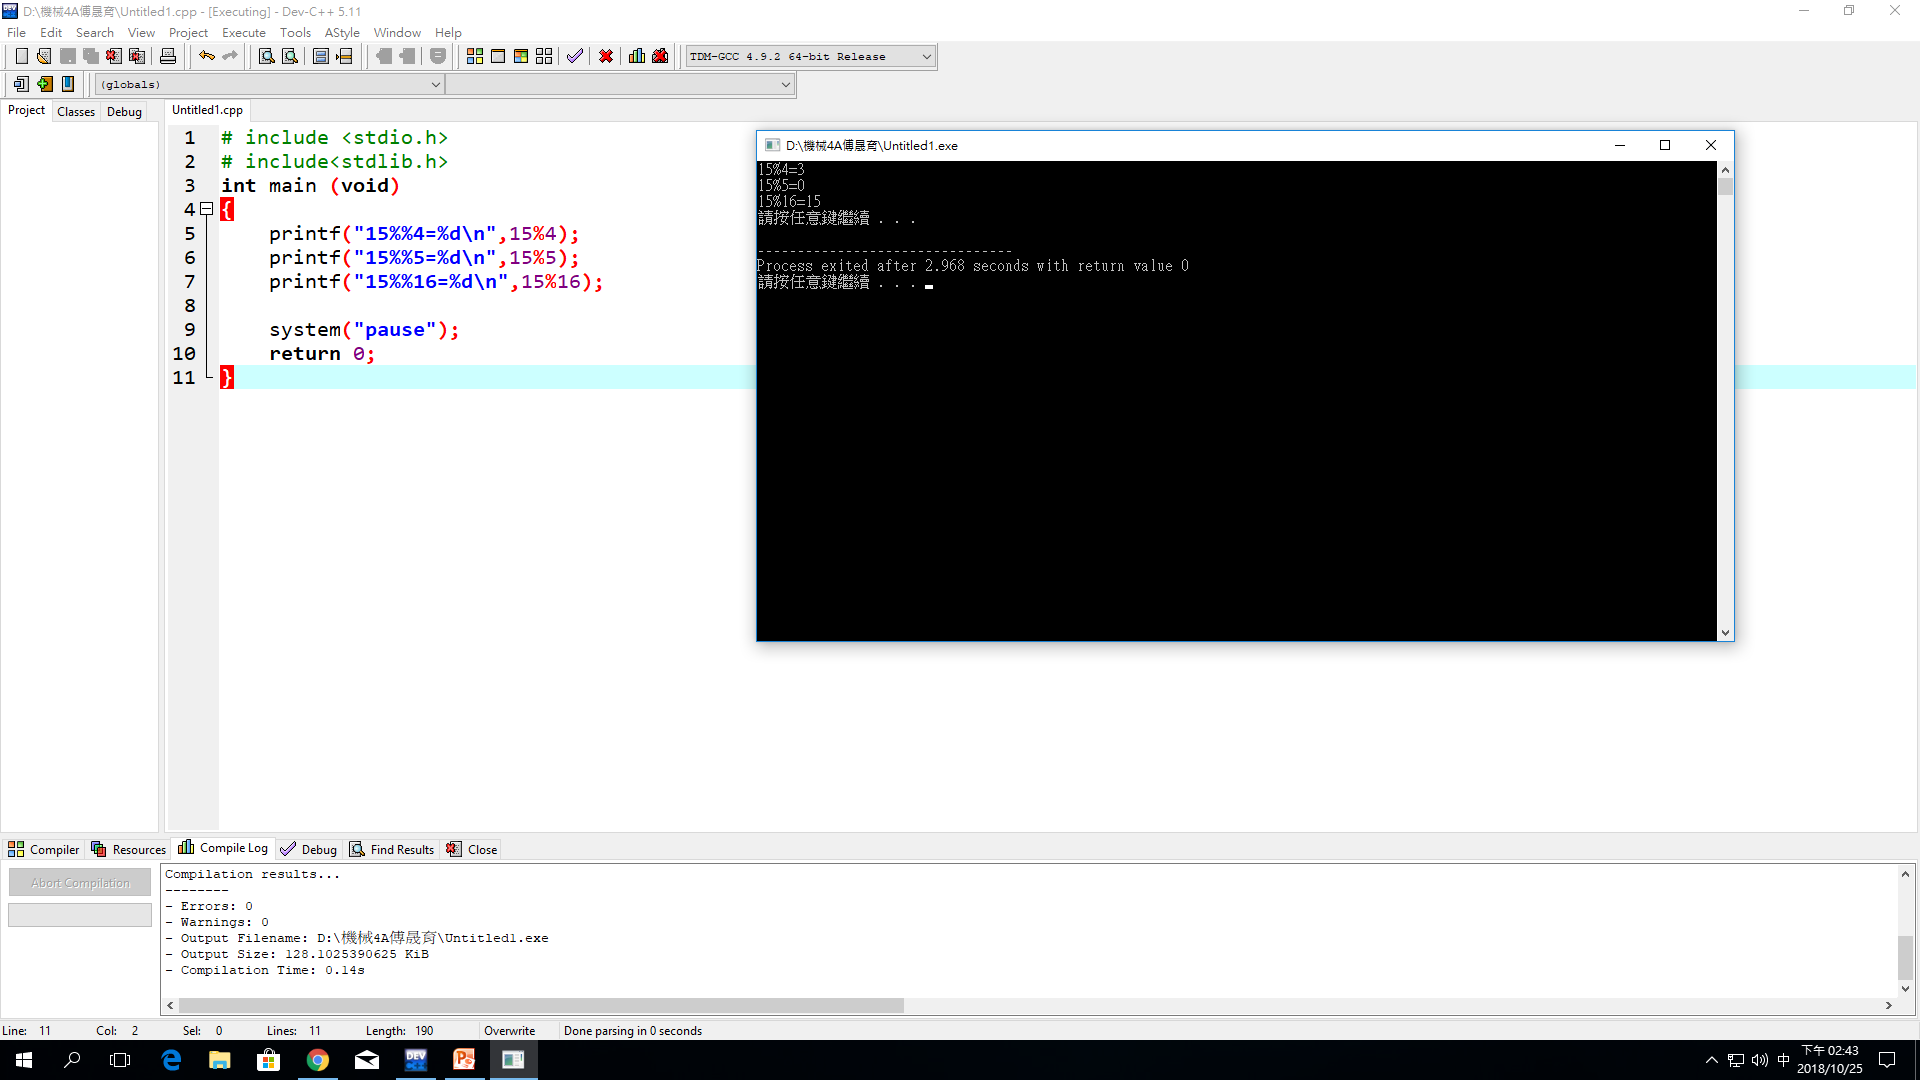 D:\機械4A傅晟育\Untitled1.cpp - [Executing] - Dev-C++ 5.11
File Edit Search View Project Execute Tools AStyle Window Help
TDM-GCC 4.9.2 64-bit Release
(globals)
Project Classes Debug
Untitled1.cpp
1 # include <stdio.h>
2 # include<stdlib.h>
3 int main (void)
4 {
5 printf("15%%4=%d\n",15%4);
6 printf("15%%5=%d\n",15%5);
7 printf("15%%16=%d\n",15%16);
8
9 system("pause");
10 return 0;
11 }
D:\機械4A傅晟育\Untitled1.exe
15%4=3
15%5=0
15%16=15
請按任意鍵繼續 . . .
--------------------------------
Process exited after 2.968 seconds with return value 0
請按任意鍵繼續 . . .
Compiler Resources Compile Log Debug Find Results Close
Abort Compilation
Compilation results...
--------
- Errors: 0
- Warnings: 0
- Output Filename: D:\機械4A傅晟育\Untitled1.exe
- Output Size: 128.1025390625 KiB
- Compilation Time: 0.14s
Line: 11 Col: 2 Sel: 0 Lines: 11 Length: 190 Overwrite Done parsing in 0 seconds
中
下午 02:43
2018/10/25